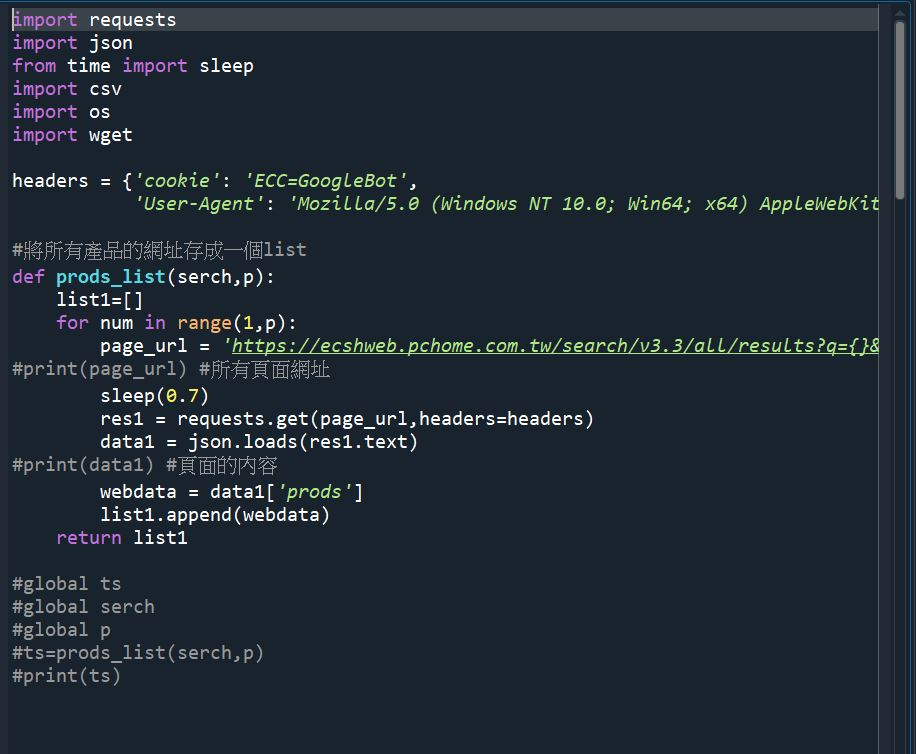 import requests
import json
from time import sleep
import csv
import os
import wget
headers = {'cookie': 'ECC=GoogleBot',
'User-Agent': 'Mozilla/5.0 (Windows NT 10.0; Win64; x64) AppleWebKit
#將所有產品的網址存成一個list
def prods_list(serch,p):
    list1=[]
    for num in range(1,p):
        page_url = 'https://ecshweb.pchome.com.tw/search/v3.3/all/results?q={}&
#print(page_url) #所有頁面網址
        sleep(0.7)
        res1 = requests.get(page_url,headers=headers)
        data1 = json.loads(res1.text)
#print(data1) #頁面的内容
        webdata = data1['prods']
        list1.append(webdata)
    return list1
#global ts
#global serch
#global p
#ts=prods_list(serch,p)
#print(ts)